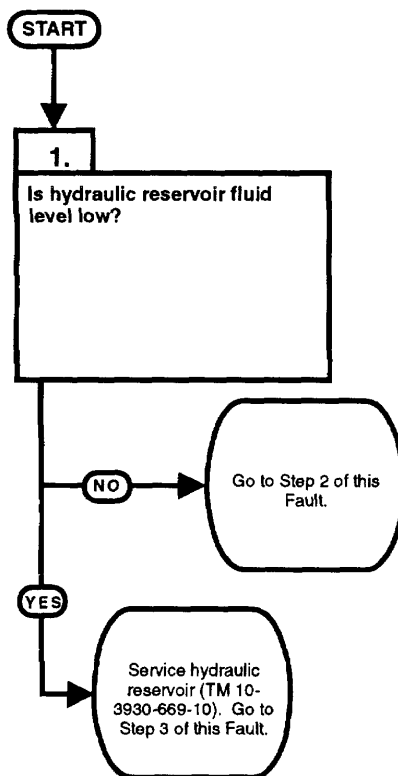 START
1.
Is hydraulic reservoir fluid
level low?
NO
Go to Step 2 of this
Fault.
YES
Service hydraulic
reservoir (TM 10-
3930-669-10). Go to
Step 3 of this Fault.